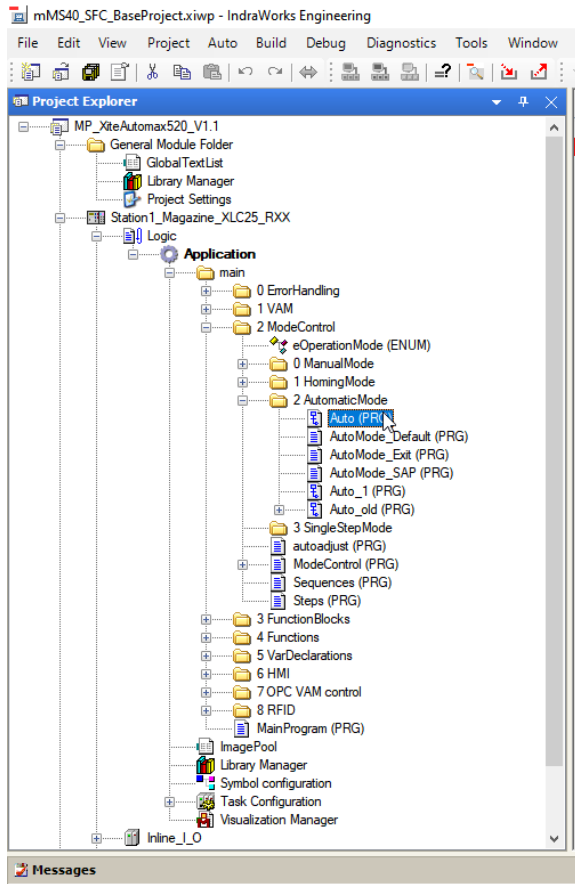 mMS40_SFC_BaseProject.xiwp - IndraWorks Engineering
File Edit View Project Auto Build Debug Diagnostics Tools Window
Project Explorer
MP_XiteAutomax520_V1.1
General Module Folder
GlobalTextList
Library Manager
Project Settings
Station1_Magazine_XLC25_RXX
Logic
Application
main
0 ErrorHandling
1 VAM
2 ModeControl
eOperationMode (ENUM)
0 ManualMode
1 HomingMode
2 AutomaticMode
Auto (PRG)
AutoMode_Default (PRG)
AutoMode_Exit (PRG)
AutoMode_SAP (PRG)
Auto_1 (PRG)
Auto_old (PRG)
3 SingleStepMode
autoadjust (PRG)
ModeControl (PRG)
Sequences (PRG)
Steps (PRG)
3 FunctionBlocks
4 Functions
5 VarDeclarations
6 HMI
7 OPC VAM control
8 RFID
MainProgram (PRG)
ImagePool
Library Manager
Symbol configuration
Task Configuration
Visualization Manager
Inline_I_O
Messages